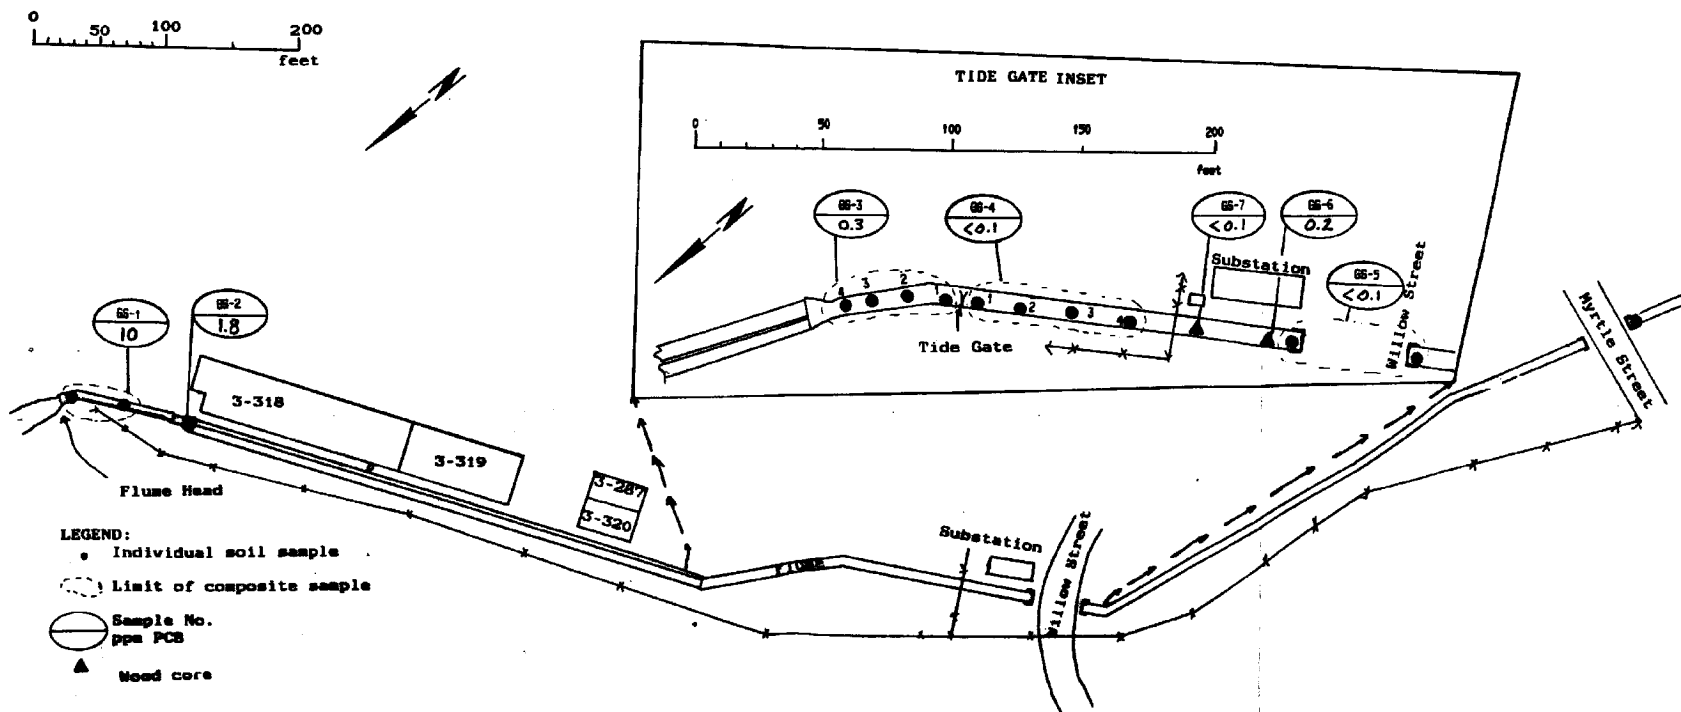 0 50 100 200
feet
N
TIDE GATE INSET
0 50 100 150 200
feet
N
GG-3
0.3
GG-4
<0.1
GG-7
<0.1
GG-6
0.2
GG-5
<0.1
Substation
Willow Street
4 3 2 1 2 3 4
Tide Gate
Myrtle Street
GG-1
10
GG-2
1.8
3-318
3-319
3-287
3-320
Flume Head
Flume
Substation
Willow Street
LEGEND:
Individual soil sample
Limit of composite sample
Sample No.
ppm PCB
Wood core